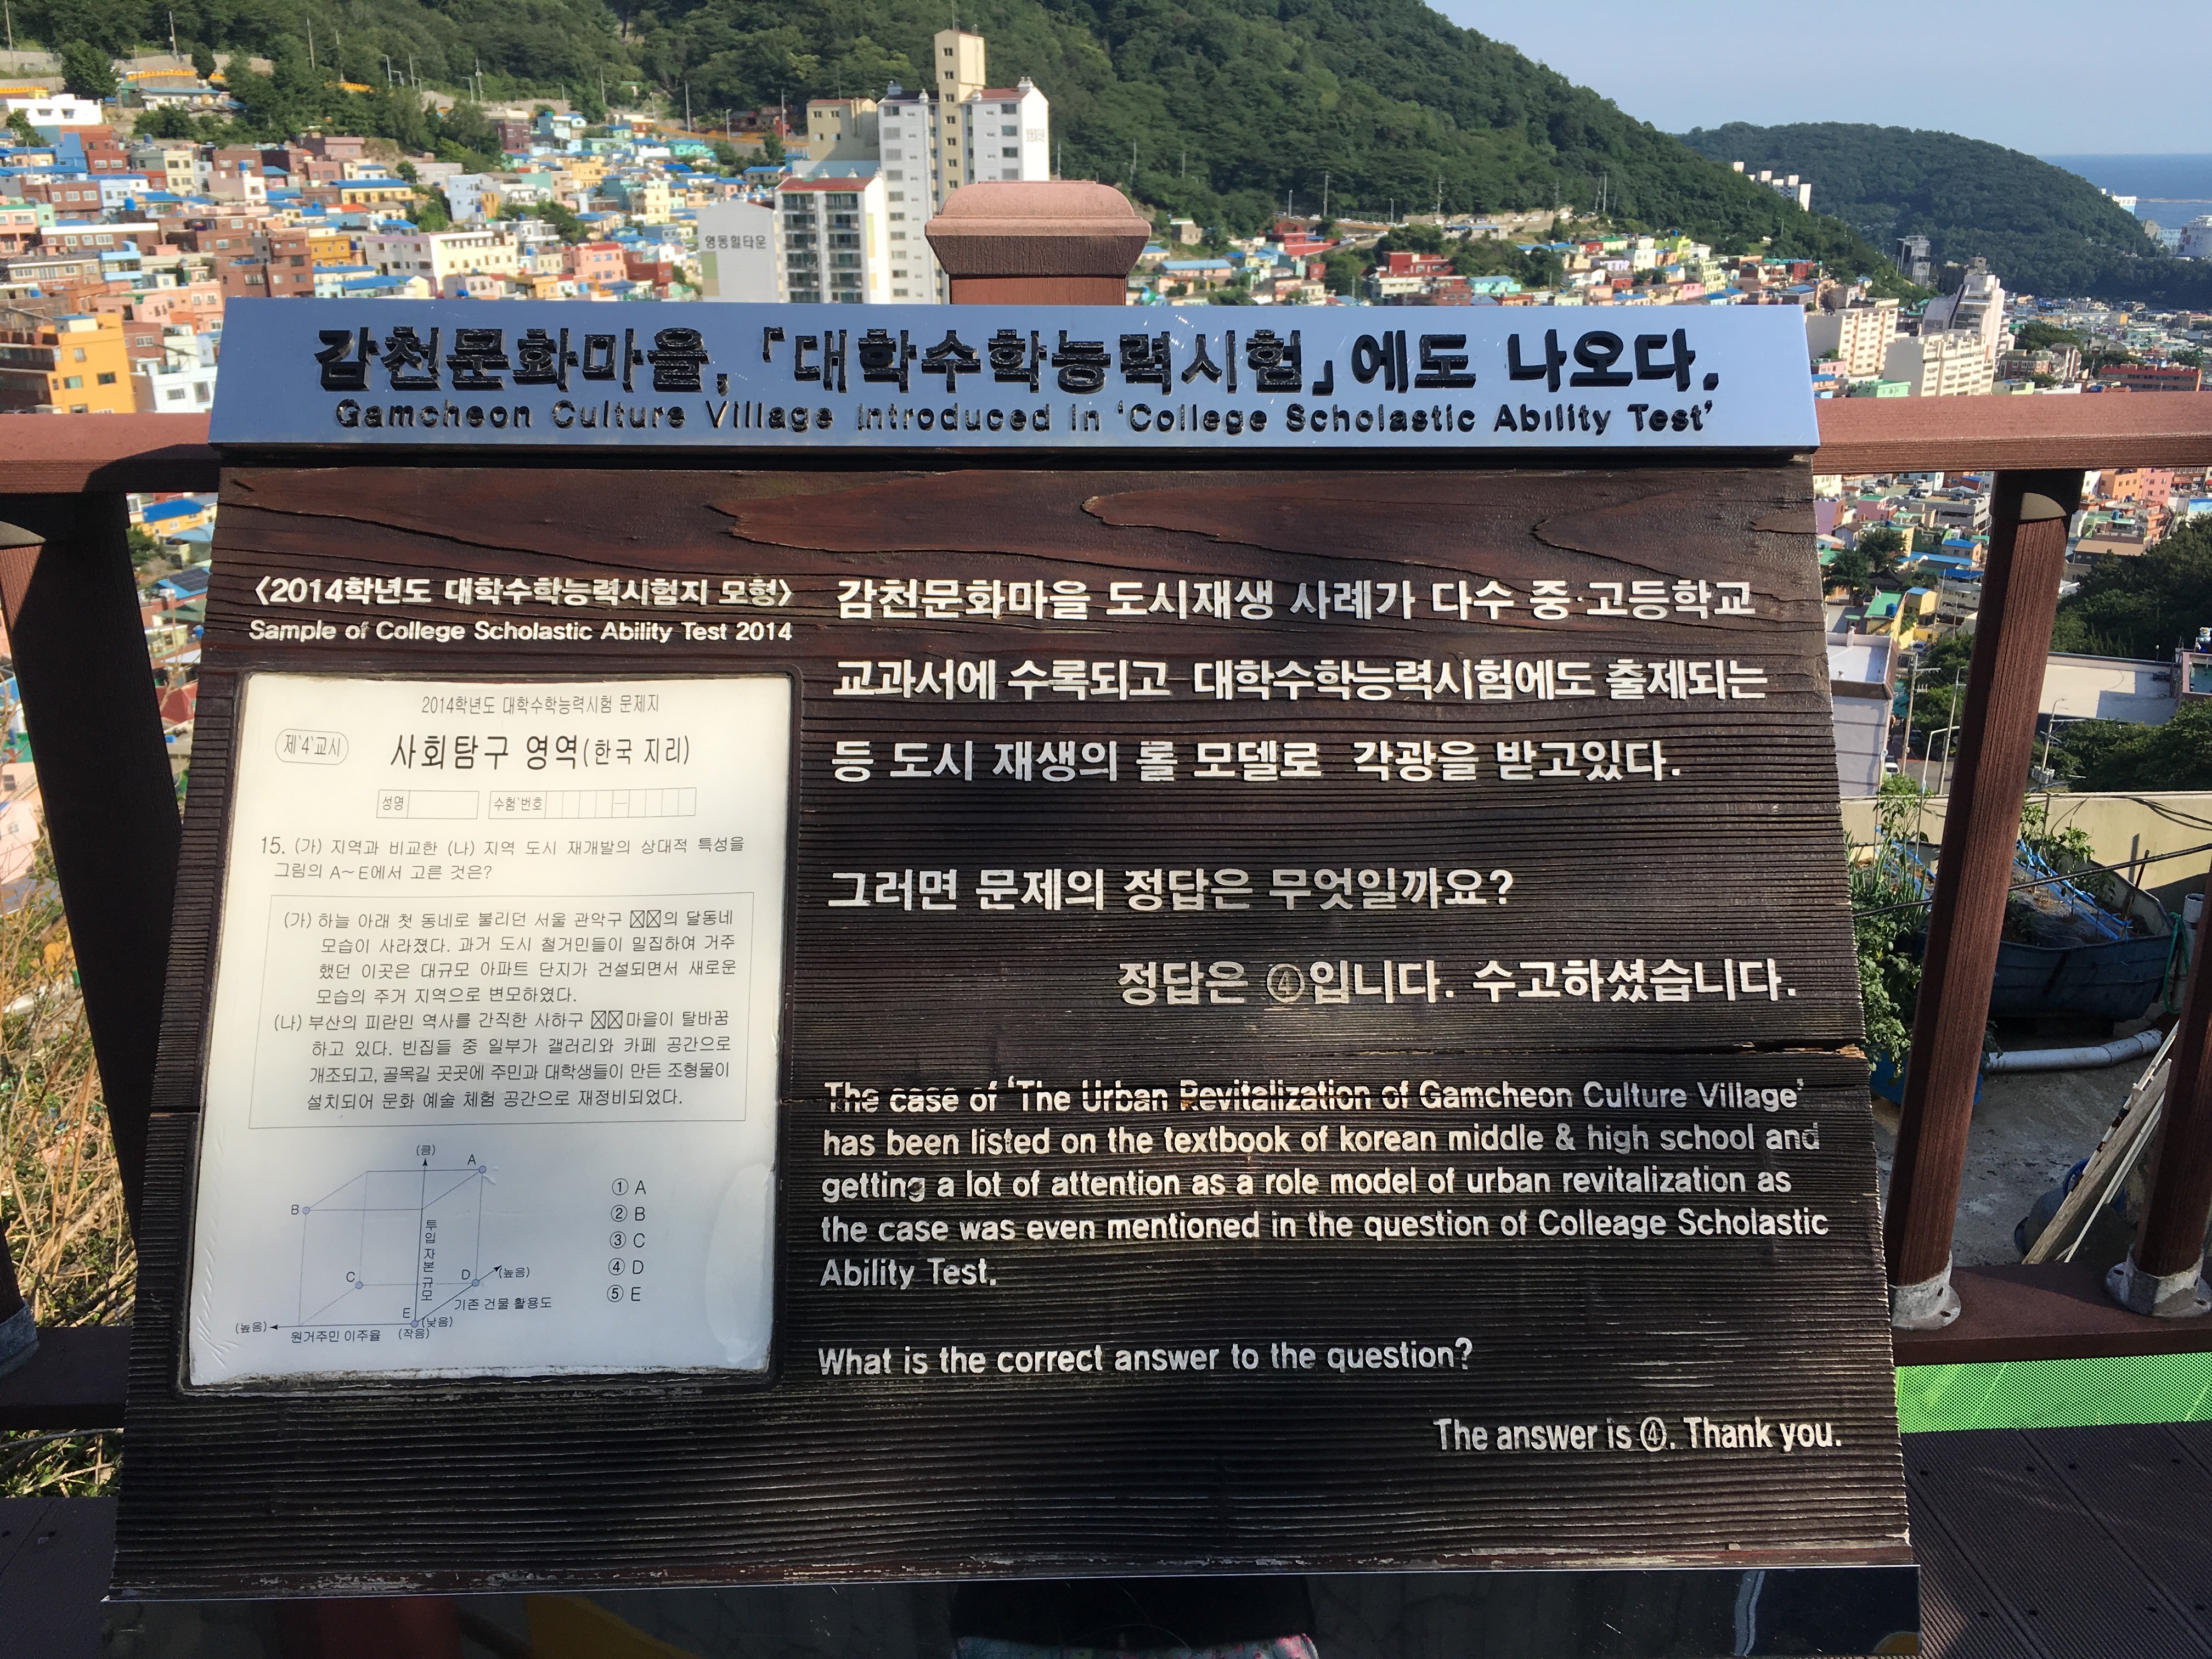 영동힐타운
감천문화마을, 「대학수학능력시험」에도 나오다.
Gamcheon Culture Village introduced in 'College Scholastic Ability Test'
<2014학년도 대학수학능력시험지 모형>
Sample of College Scholastic Ability Test 2014
2014학년도 대학수학능력시험 문제지
제'4'교시
사회탐구 영역(한국 지리)
성명
수험 번호
15. (가) 지역과 비교한 (나) 지역 도시 재개발의 상대적 특성을
그림의 A~E에서 고른 것은?
(가) 하늘 아래 첫 동네로 불리던 서울 관악구 ☒☒의 달동네
모습이 사라졌다. 과거 도시 철거민들이 밀집하여 거주
했던 이곳은 대규모 아파트 단지가 건설되면서 새로운
모습의 주거 지역으로 변모하였다.
(나) 부산의 피란민 역사를 간직한 사하구 ☒☒마을이 탈바꿈
하고 있다. 빈집들 중 일부가 갤러리와 카페 공간으로
개조되고, 골목길 곳곳에 주민과 대학생들이 만든 조형물이
설치되어 문화 예술 체험 공간으로 재정비되었다.
(큼)
A
B
투입 자본 규모
C
D
(높음)
E
기존 건물 활용도
(낮음)
(높음)
원거주민 이주율
(작음)
① A
② B
③ C
④ D
⑤ E
감천문화마을 도시재생 사례가 다수 중·고등학교
교과서에 수록되고 대학수학능력시험에도 출제되는
등 도시 재생의 롤 모델로 각광을 받고있다.
그러면 문제의 정답은 무엇일까요?
정답은 ④입니다. 수고하셨습니다.
The case of 'The Urban Revitalization of Gamcheon Culture Village'
has been listed on the textbook of korean middle & high school and
getting a lot of attention as a role model of urban revitalization as
the case was even mentioned in the question of Colleage Scholastic
Ability Test.
What is the correct answer to the question?
The answer is ④. Thank you.